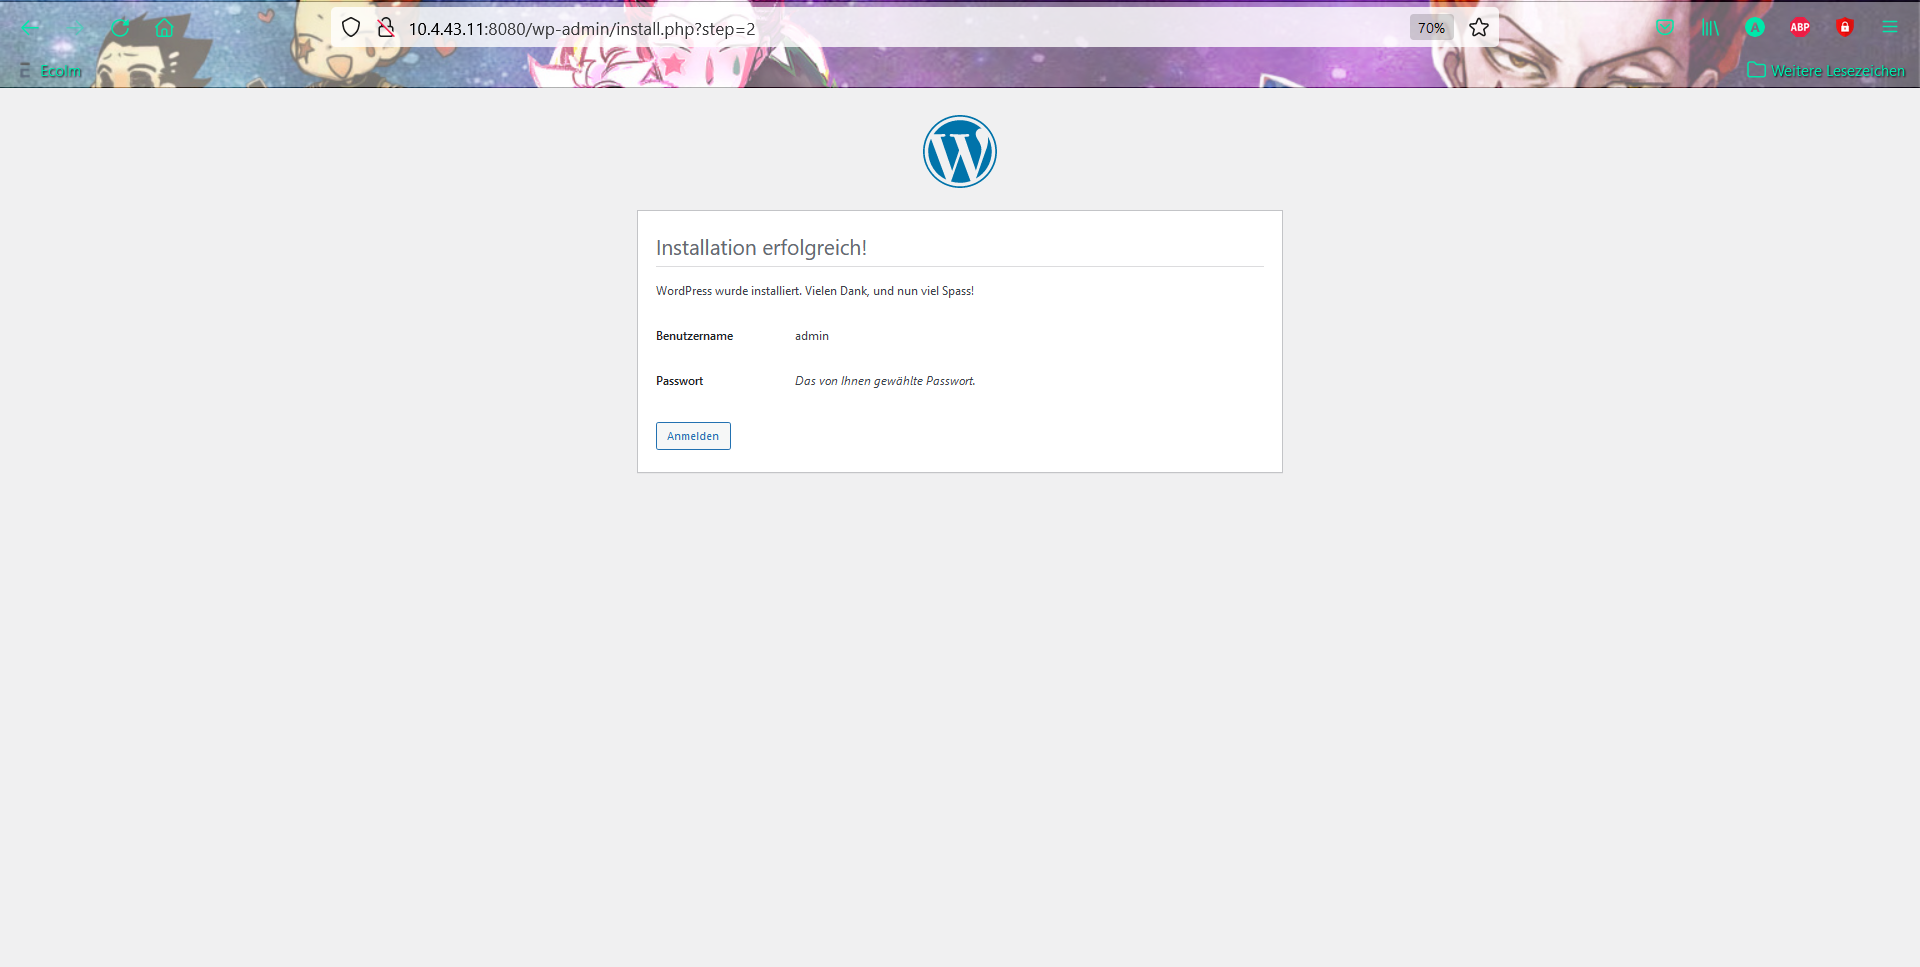 10.4.43.11:8080/wp-admin/install.php?step=2
70%
A
ABP
E Ecolm
Weitere Lesezeichen
W
Installation erfolgreich!
WordPress wurde installiert. Vielen Dank, und nun viel Spass!
Benutzername admin
Passwort Das von Ihnen gewählte Passwort.
Anmelden